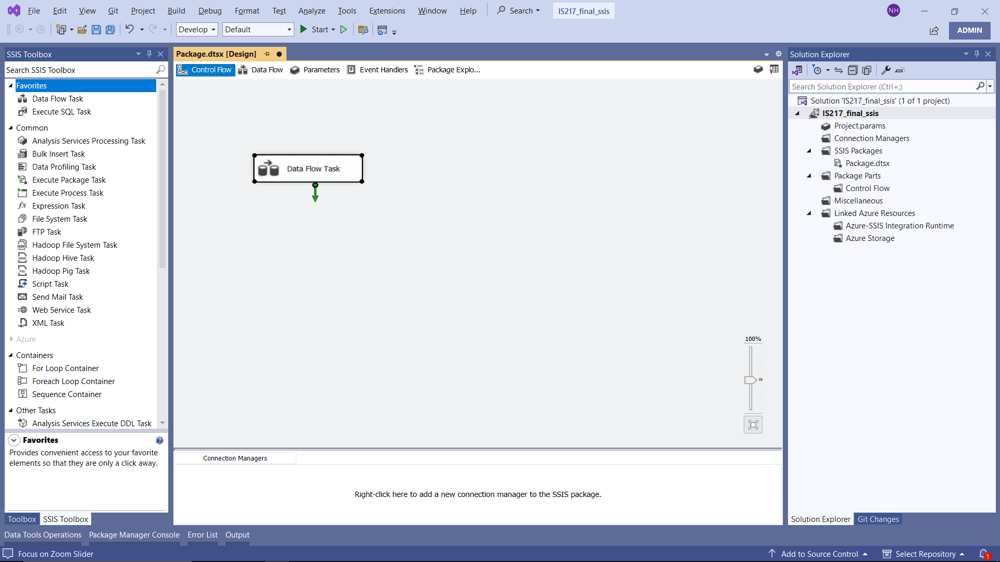 File Edit View Git Project Build Debug Format Test Analyze Tools Extensions Window Help Search IS217_final_ssis NH
Develop Default Start ADMIN
SSIS Toolbox
Search SSIS Toolbox
Favorites
Data Flow Task
Execute SQL Task
Common
Analysis Services Processing Task
Bulk Insert Task
Data Profiling Task
Execute Package Task
Execute Process Task
Expression Task
File System Task
FTP Task
Hadoop File System Task
Hadoop Hive Task
Hadoop Pig Task
Script Task
Send Mail Task
Web Service Task
XML Task
Azure
Containers
For Loop Container
Foreach Loop Container
Sequence Container
Other Tasks
Analysis Services Execute DDL Task
Favorites
Provides convenient access to your favorite
elements so that they are only a click away.
Toolbox SSIS Toolbox
Package.dtsx [Design]
Control Flow Data Flow Parameters Event Handlers Package Explo...
Data Flow Task
100%
Connection Managers
Right-click here to add a new connection manager to the SSIS package.
Solution Explorer
Search Solution Explorer (Ctrl+;)
Solution 'IS217_final_ssis' (1 of 1 project)
IS217_final_ssis
Project.params
Connection Managers
SSIS Packages
Package.dtsx
Package Parts
Control Flow
Miscellaneous
Linked Azure Resources
Azure-SSIS Integration Runtime
Azure Storage
Solution Explorer Git Changes
Data Tools Operations Package Manager Console Error List Output
Focus on Zoom Slider Add to Source Control Select Repository 1